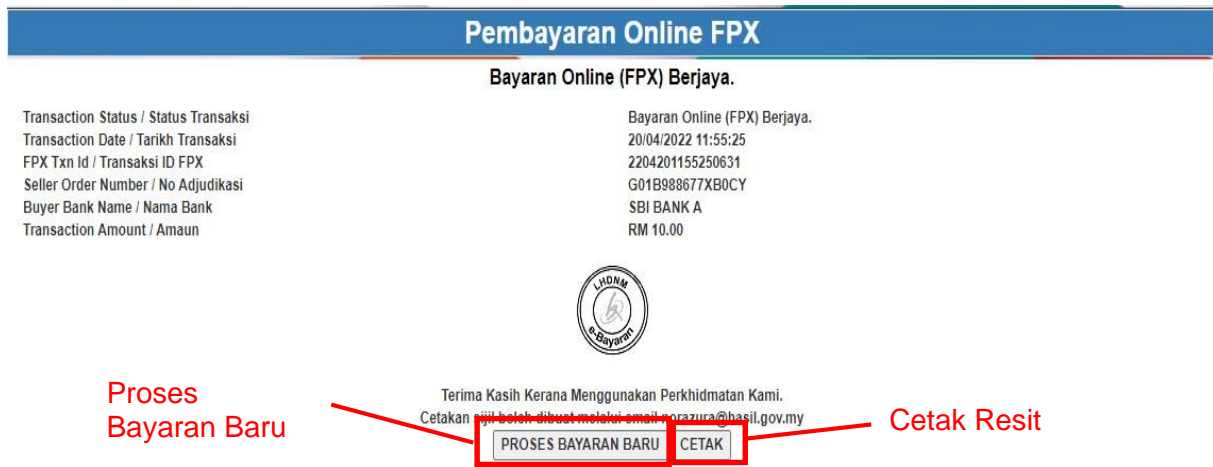 Pembayaran Online FPX
Bayaran Online (FPX) Berjaya.
Transaction Status / Status Transaksi Bayaran Online (FPX) Berjaya.
Transaction Date / Tarikh Transaksi 20/04/2022 11:55:25
FPX Txn Id / Transaksi ID FPX 2204201155250631
Seller Order Number / No Adjudikasi G01B988677XB0CY
Buyer Bank Name / Nama Bank SBI BANK A
Transaction Amount / Amaun RM 10.00
LHDNM
e-Bayaran
Terima Kasih Kerana Menggunakan Perkhidmatan Kami.
Cetakan sijil boleh dibuat melalui email norazura@hasil.gov.my
PROSES BAYARAN BARU CETAK
Proses
Bayaran Baru
Cetak Resit